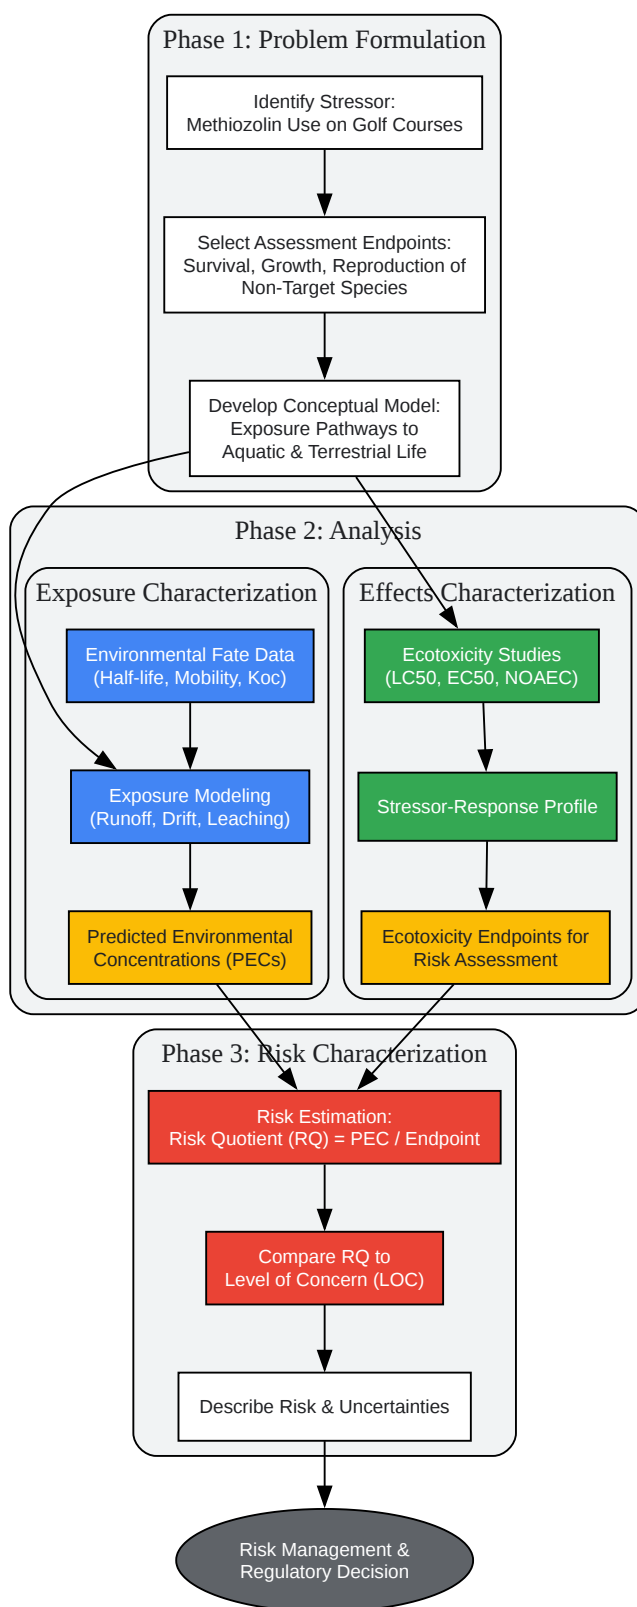 Phase 1: Problem Formulation
Identify Stressor:
Methiozolin Use on Golf Courses
Select Assessment Endpoints:
Survival, Growth, Reproduction of
Non-Target Species
Develop Conceptual Model:
Exposure Pathways to
Aquatic & Terrestrial Life
Phase 2: Analysis
Exposure Characterization
Environmental Fate Data
(Half-life, Mobility, Koc)
Exposure Modeling
(Runoff, Drift, Leaching)
Predicted Environmental
Concentrations (PECs)
Effects Characterization
Ecotoxicity Studies
(LC50, EC50, NOAEC)
Stressor-Response Profile
Ecotoxicity Endpoints for
Risk Assessment
Phase 3: Risk Characterization
Risk Estimation:
Risk Quotient (RQ) = PEC / Endpoint
Compare RQ to
Level of Concern (LOC)
Describe Risk & Uncertainties
Risk Management &
Regulatory Decision